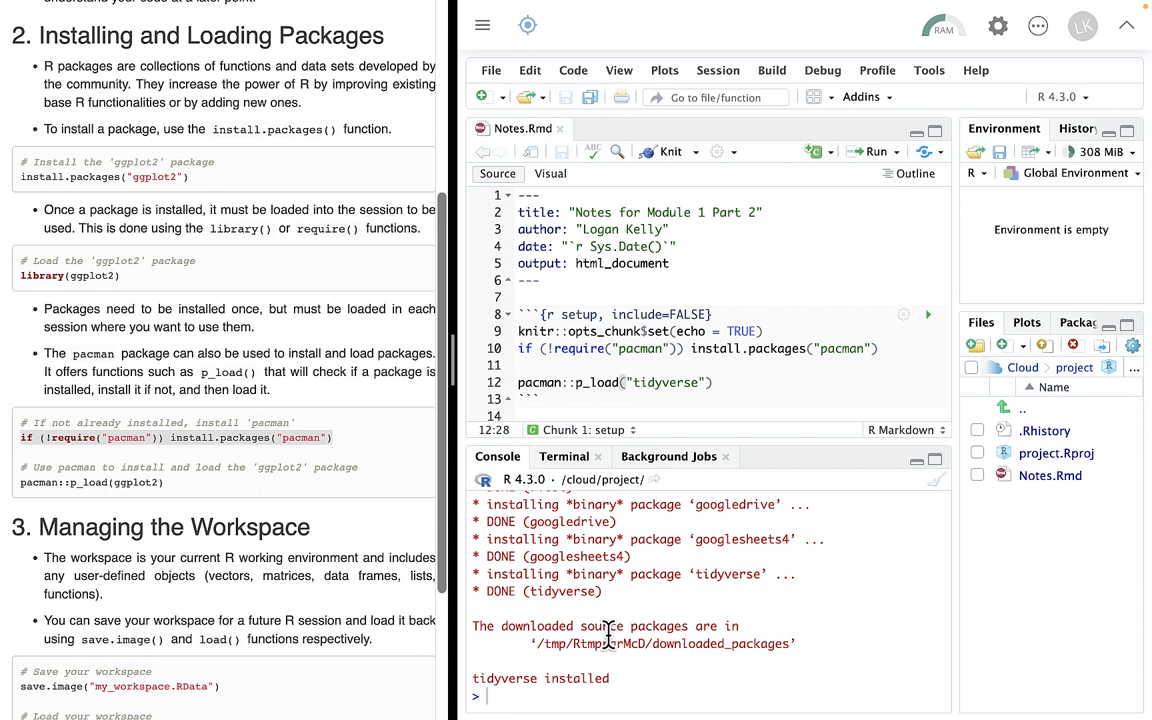 2. Installing and Loading Packages
• R packages are collections of functions and data sets developed by
the community. They increase the power of R by improving existing
base R functionalities or by adding new ones.
• To install a package, use the install.packages() function.
# Install the 'ggplot2' package
install.packages("ggplot2")
• Once a package is installed, it must be loaded into the session to be
used. This is done using the library() or require() functions.
# Load the 'ggplot2' package
library(ggplot2)
• Packages need to be installed once, but must be loaded in each
session where you want to use them.
• The pacman package can also be used to install and load packages.
It offers functions such as p_load() that will check if a package is
installed, install it if not, and then load it.
# If not already installed, install 'pacman'
if (!require("pacman")) install.packages("pacman")
# Use pacman to install and load the 'ggplot2' package
pacman::p_load(ggplot2)
3. Managing the Workspace
• The workspace is your current R working environment and includes
any user-defined objects (vectors, matrices, data frames, lists,
functions).
• You can save your workspace for a future R session and load it back
using save.image() and load() functions respectively.
# Save your workspace
save.image("my_workspace.RData")
# Load your workspace
RAM
LK
File Edit Code View Plots Session Build Debug Profile Tools Help
Go to file/function
Addins
R 4.3.0
Notes.Rmd
ABC
Knit
Run
Source Visual
Outline
1 ---
2 title: "Notes for Module 1 Part 2"
3 author: "Logan Kelly"
4 date: "`r Sys.Date()`"
5 output: html_document
6 ---
7
8 ```{r setup, include=FALSE}
9 knitr::opts_chunk$set(echo = TRUE)
10 if (!require("pacman")) install.packages("pacman")
11
12 pacman::p_load("tidyverse")
13 ```
14
12:28 C Chunk 1: setup R Markdown
Console Terminal Background Jobs
R 4.3.0 · /cloud/project/
* installing *binary* package ‘googledrive’ ...
* DONE (googledrive)
* installing *binary* package ‘googlesheets4’ ...
* DONE (googlesheets4)
* installing *binary* package ‘tidyverse’ ...
* DONE (tidyverse)
The downloaded source packages are in
tidyverse installed
>
Environment Histor
308 MiB
R Global Environment
Environment is empty
Files Plots Packag
Cloud project R ...
Name
..
.Rhistory
project.Rproj
Notes.Rmd